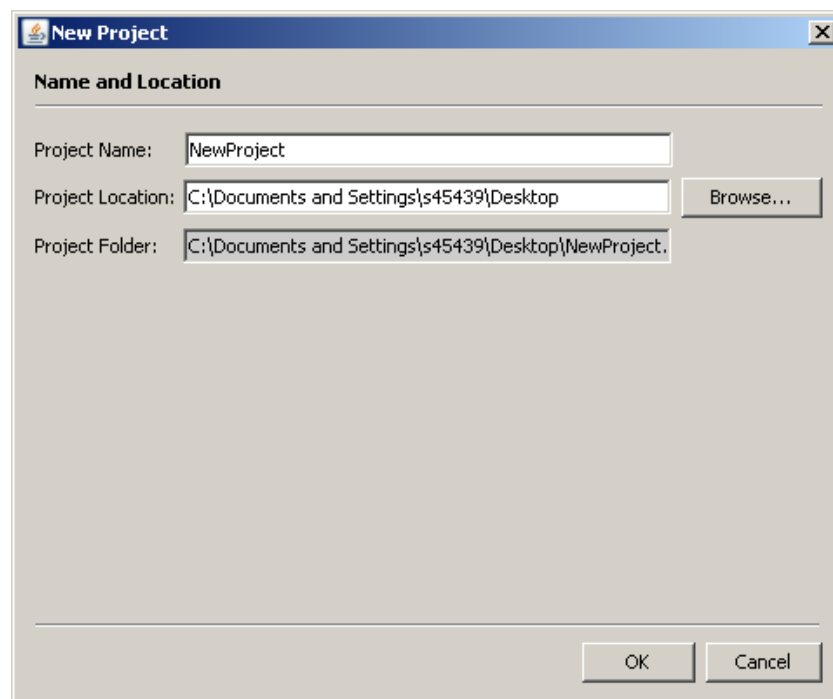 New Project
Name and Location
Project Name: NewProject
Project Location: C:\Documents and Settings\s45439\Desktop Browse...
Project Folder: C:\Documents and Settings\s45439\Desktop\NewProject.
OK Cancel